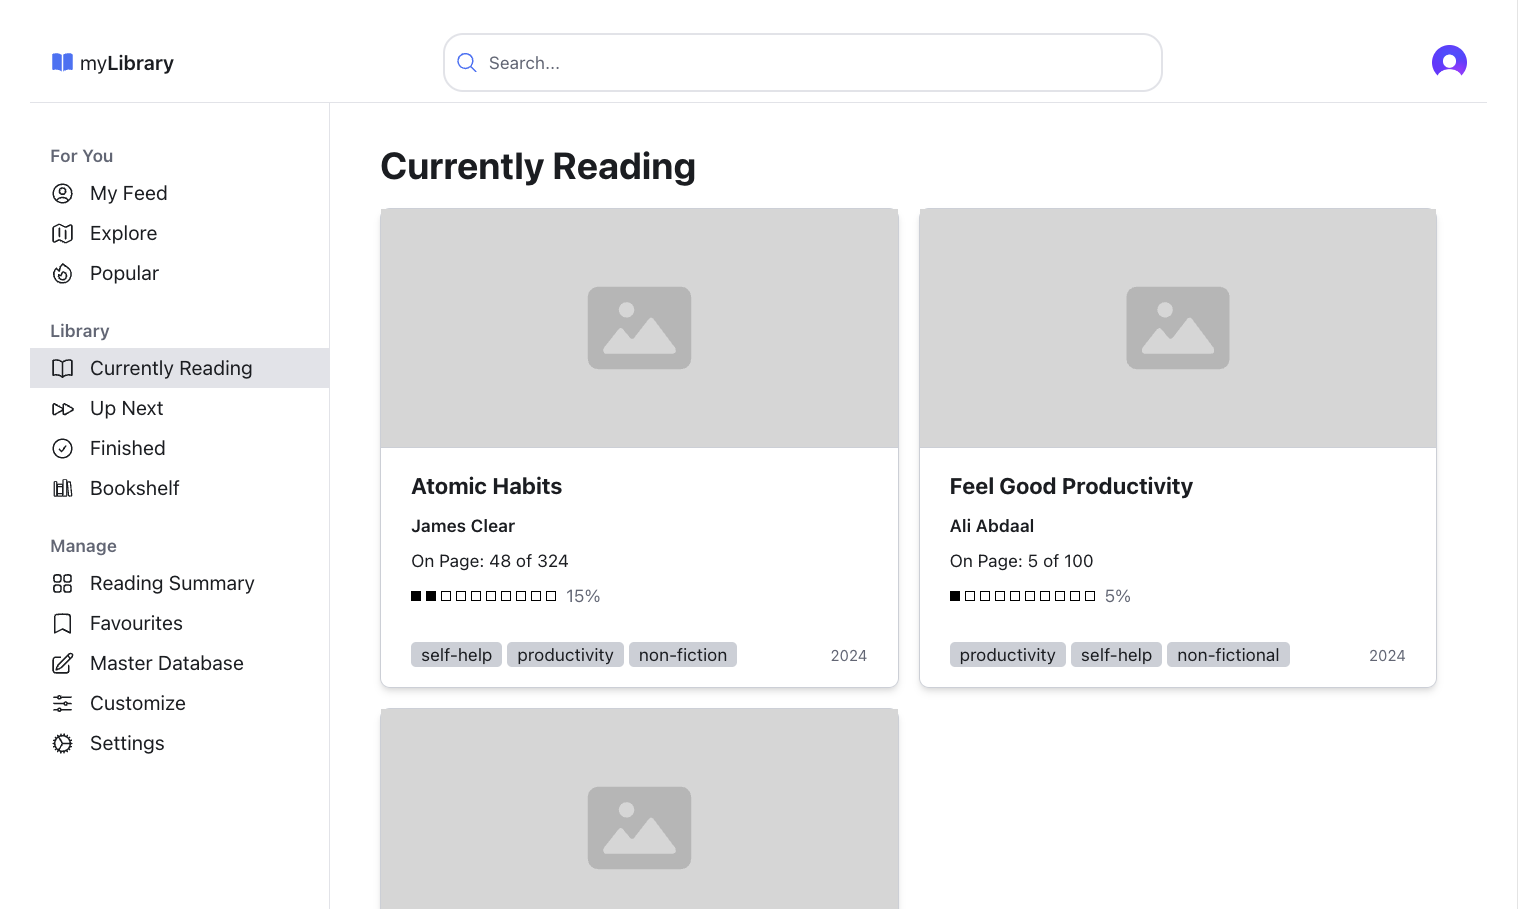 myLibrary
Search...
For You
My Feed
Explore
Popular
Library
Currently Reading
Up Next
Finished
Bookshelf
Manage
Reading Summary
Favourites
Master Database
Customize
Settings
Currently Reading
Atomic Habits
James Clear
On Page: 48 of 324
15%
self-help productivity non-fiction 2024
Feel Good Productivity
Ali Abdaal
On Page: 5 of 100
5%
productivity self-help non-fictional 2024